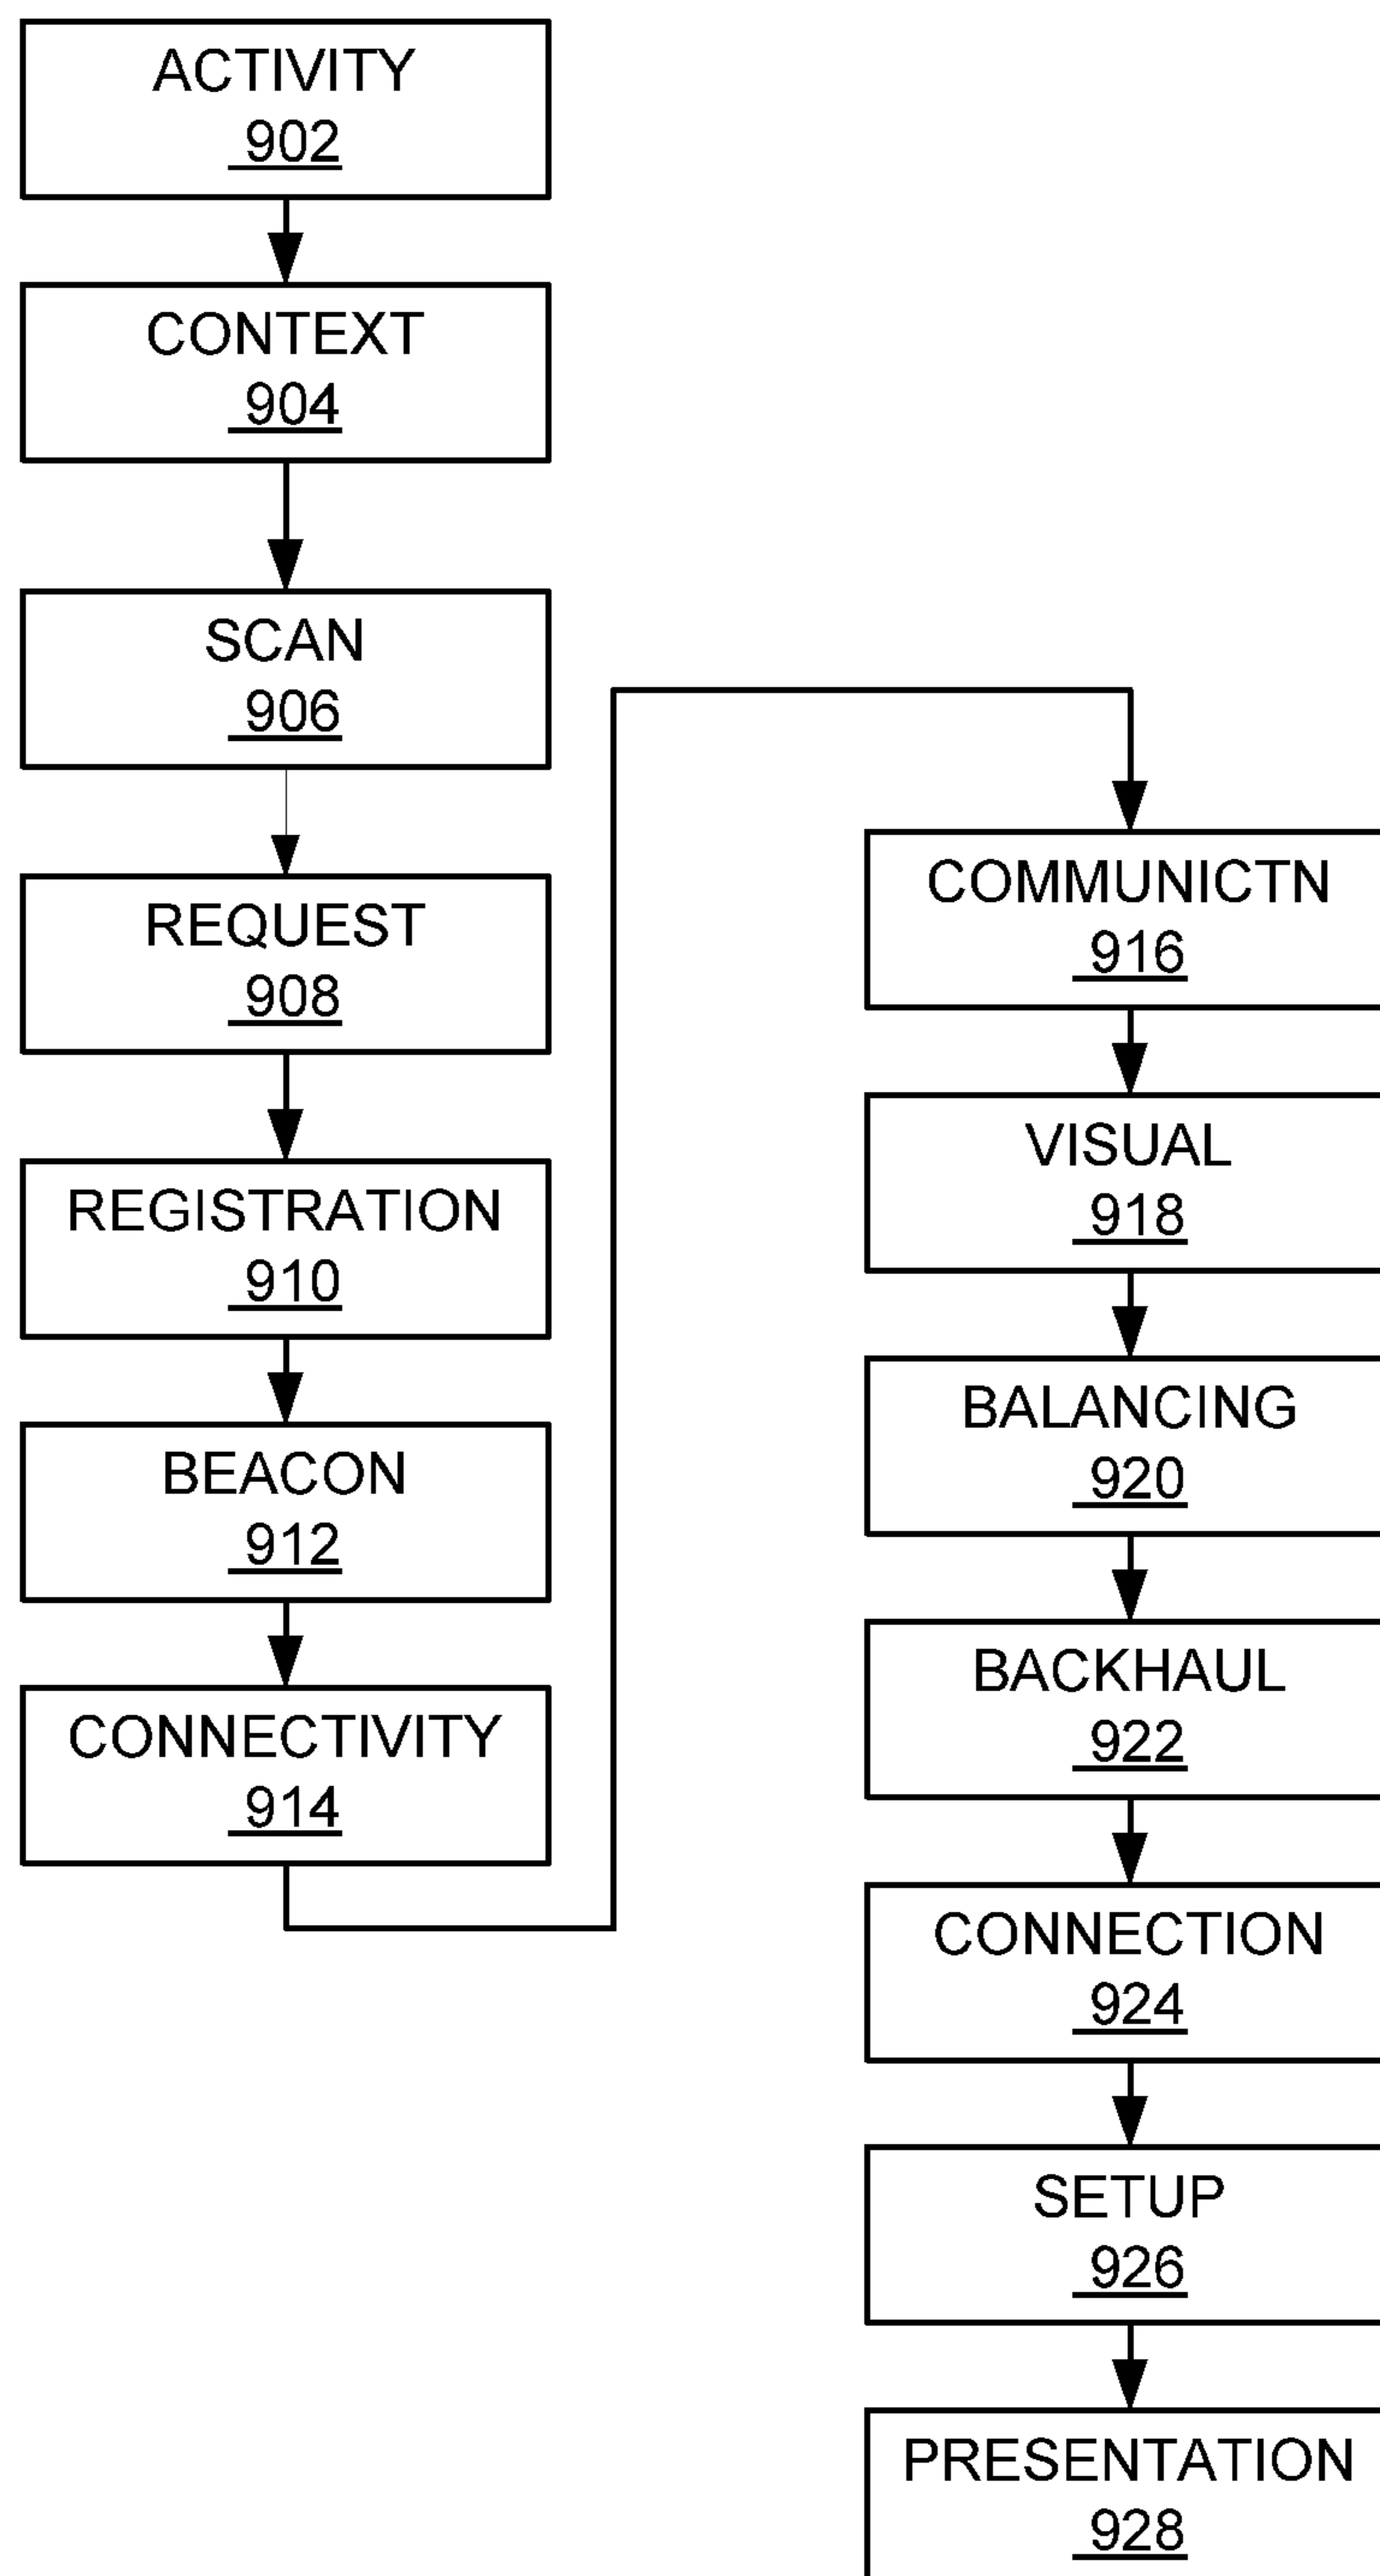 ACTIVITY
902
CONTEXT
904
SCAN
906
REQUEST
908
REGISTRATION
910
BEACON
912
CONNECTIVITY
914
COMMUNICTN
916
VISUAL
918
BALANCING
920
BACKHAUL
922
CONNECTION
924
SETUP
926
PRESENTATION
928